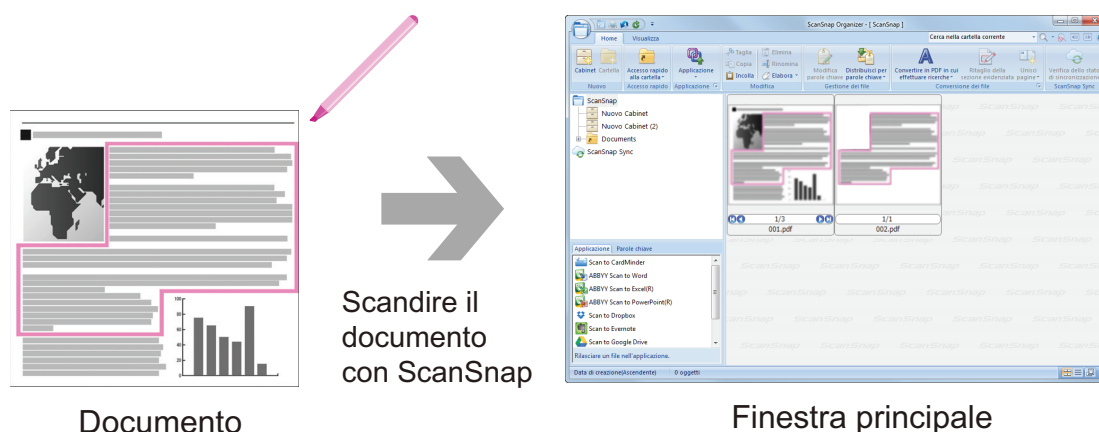 ScanSnap Organizer - [ ScanSnap ]
Home Visualizza
Cerca nella cartella corrente
Cabinet Cartella
Accesso rapido alla cartella
Applicazione
Taglia
Copia
Incolla
Elimina
Rinomina
Elabora
Modifica parole chiave
Distribuisci per parole chiave
Convertire in PDF in cui effettuare ricerche
Ritaglio della sezione evidenziata
Unisci pagine
Verifica dello stato di sincronizzazione
Nuovo
Accesso rapido
Applicazione
Modifica
Gestione dei file
Conversione dei file
ScanSnap Sync
ScanSnap
Nuovo Cabinet
Nuovo Cabinet (2)
Documents
ScanSnap Sync
1/3
001.pdf
1/1
002.pdf
Applicazione Parole chiave
Scan to CardMinder
ABBYY Scan to Word
ABBYY Scan to Excel(R)
ABBYY Scan to PowerPoint(R)
Scan to Dropbox
Scan to Evernote
Scan to Google Drive
Rilasciare un file nell'applicazione.
Data di creazione(Ascendente) 0 oggetti
100
80
60
40
20
Scandire il
documento
con ScanSnap
Documento
Finestra principale